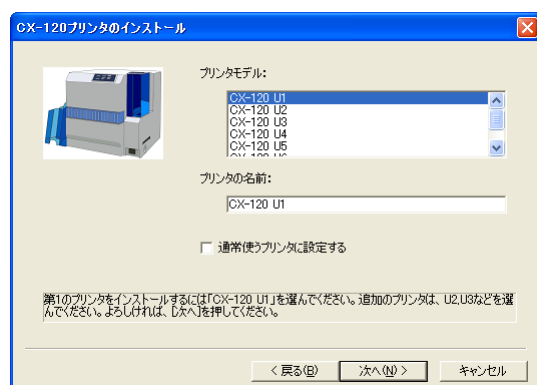 CX-120プリンタのインストール
プリンタモデル:
CX-120 U1
CX-120 U2
CX-120 U3
CX-120 U4
CX-120 U5
プリンタの名前:
CX-120 U1
通常使うプリンタに設定する
第1のプリンタをインストールするには「CX-120 U1」を選んでください。追加のプリンタは、U2,U3などを選
んでください。よろしければ、[次へ]を押してください。
< 戻る(B)
次へ(N) >
キャンセル